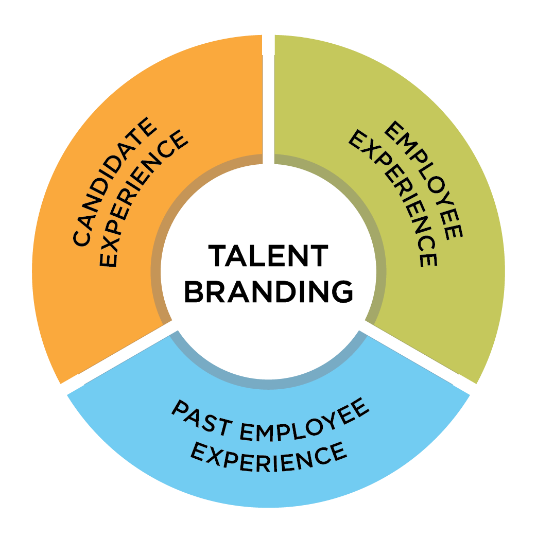 CANDIDATE
EXPERIENCE
EMPLOYEE
EXPERIENCE
TALENT
BRANDING
PAST EMPLOYEE
EXPERIENCE